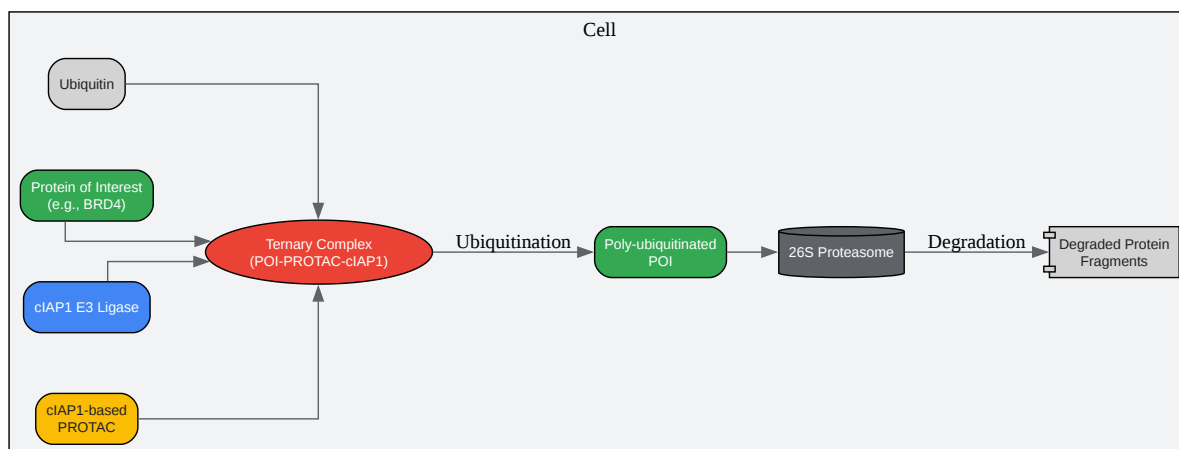 Cell
Ubiquitin
Protein of Interest
(e.g., BRD4)
cIAP1 E3 Ligase
cIAP1-based
PROTAC
Ternary Complex
(POI-PROTAC-cIAP1)
Ubiquitination
Poly-ubiquitinated
POI
26S Proteasome
Degradation
Degraded Protein
Fragments